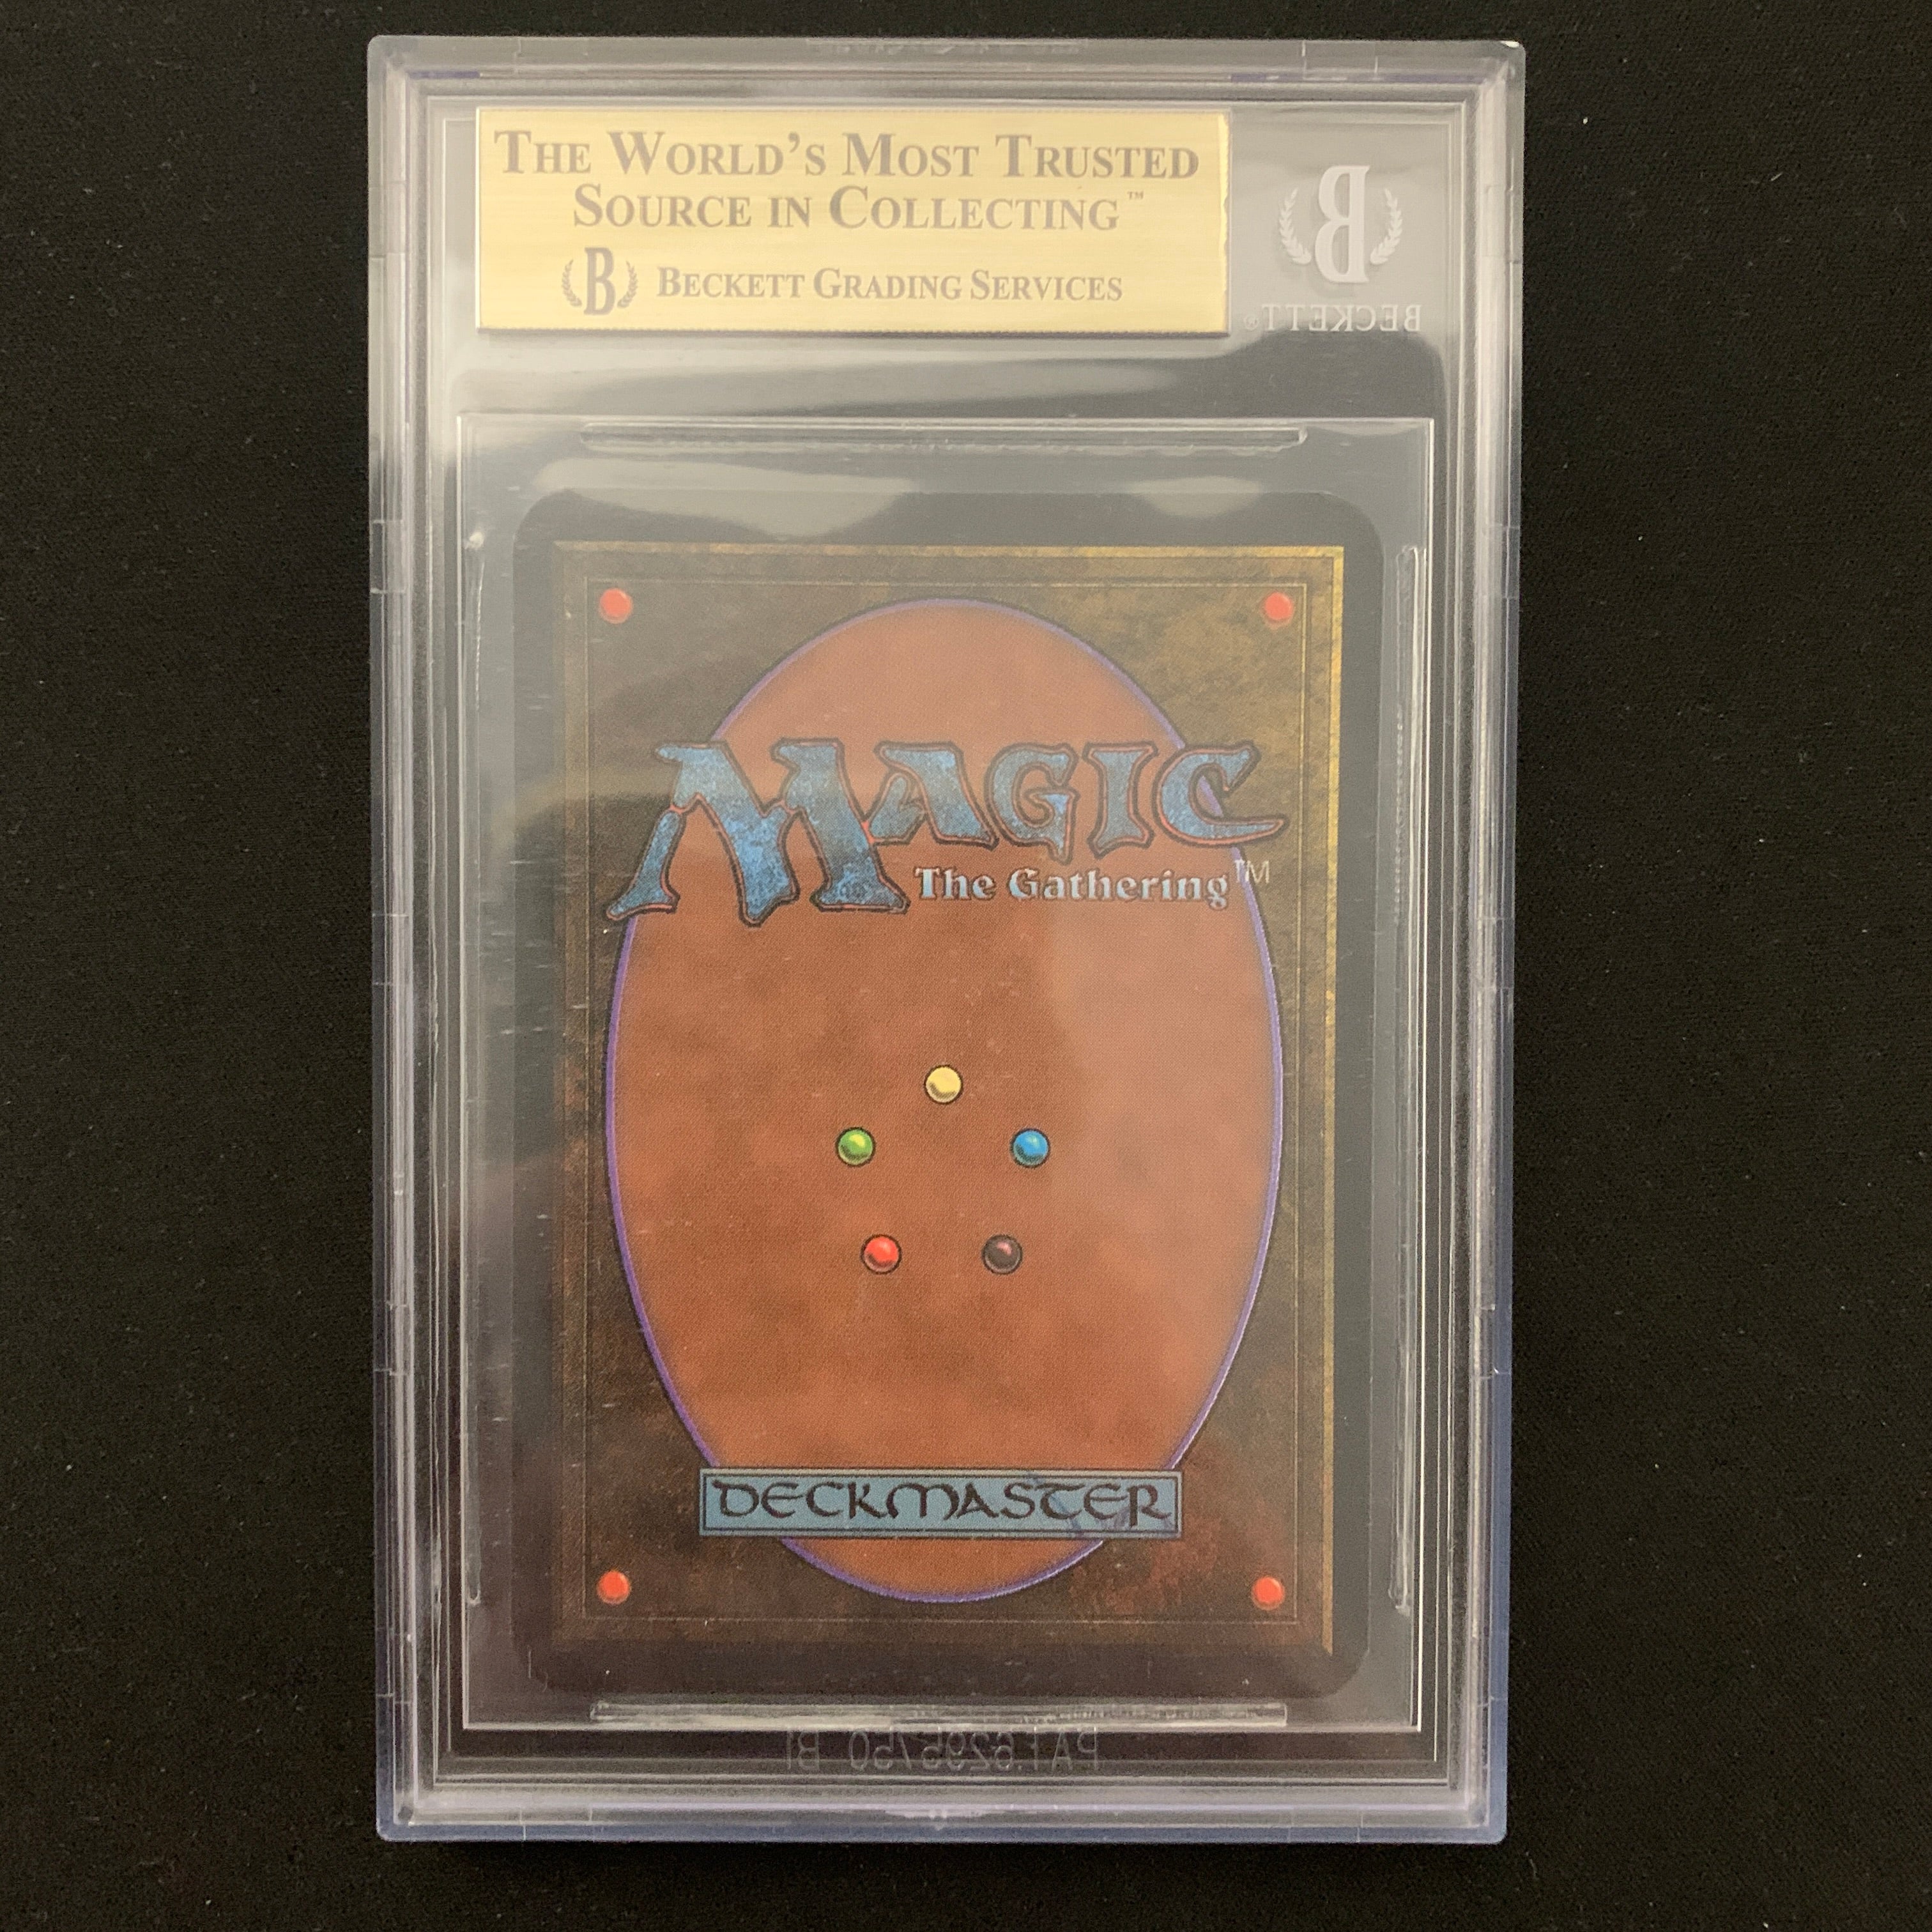 THE WORLD'S MOST TRUSTED
SOURCE IN COLLECTING™
B BECKETT GRADING SERVICES
B
BECKETT®
MAGIC
The Gathering™
DECKMASTER